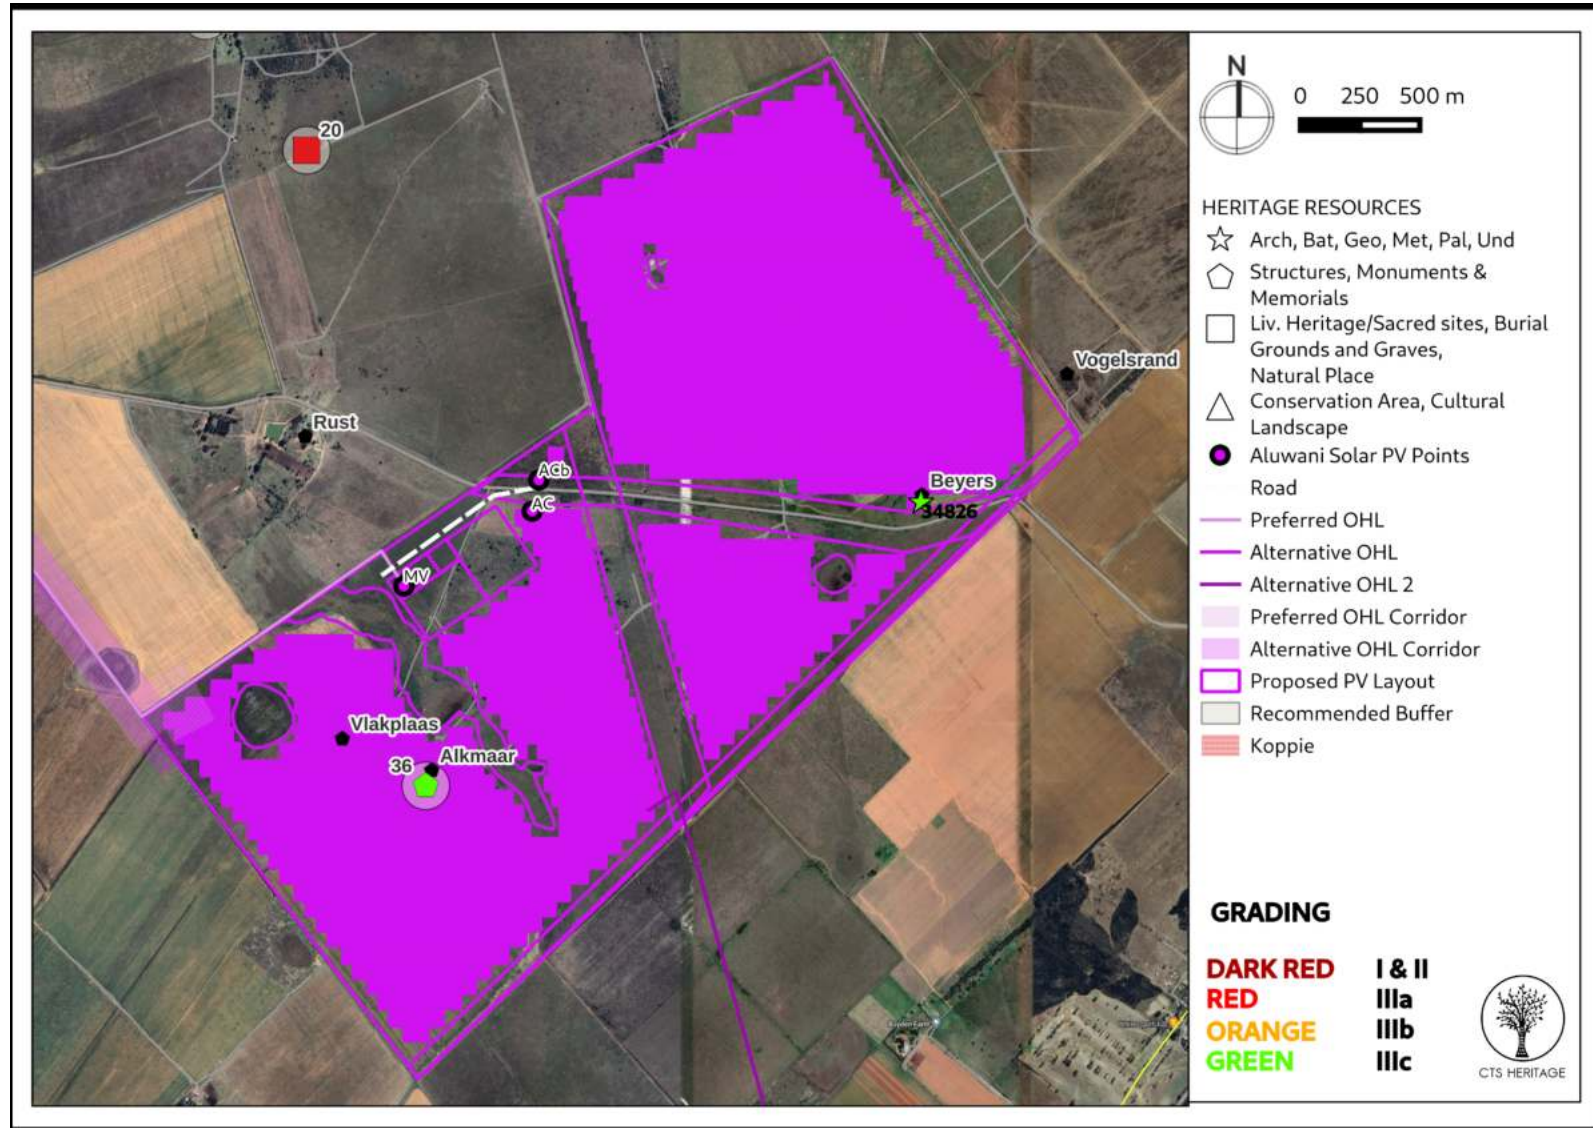 20
Rust
Vogelsrand
ACb
AC
Beyers
34826
MV
Vlakplaas
Alkmaar
36
N
0 250 500 m
HERITAGE RESOURCES
Arch, Bat, Geo, Met, Pal, Und
Structures, Monuments &
Memorials
Liv. Heritage/Sacred sites, Burial
Grounds and Graves,
Natural Place
Conservation Area, Cultural
Landscape
Aluwani Solar PV Points
Road
Preferred OHL
Alternative OHL
Alternative OHL 2
Preferred OHL Corridor
Alternative OHL Corridor
Proposed PV Layout
Recommended Buffer
Koppie
GRADING
DARK RED I & II
RED IIIa
ORANGE IIIb
GREEN IIIc
CTS HERITAGE